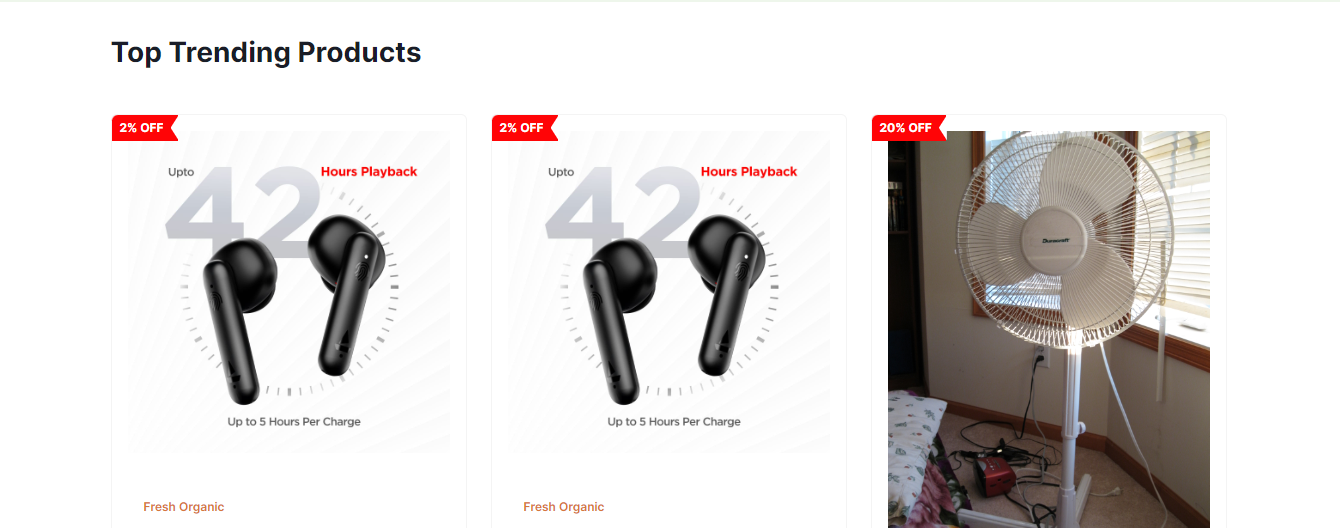 Top Trending Products
2% OFF
Upto
42
Hours Playback
Up to 5 Hours Per Charge
Fresh Organic
2% OFF
Upto
42
Hours Playback
Up to 5 Hours Per Charge
Fresh Organic
20% OFF
Duracraft